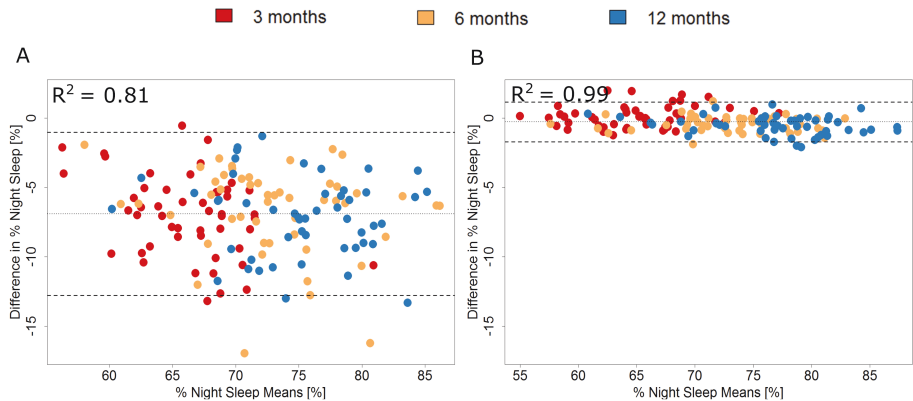 3 months 6 months 12 months
A
B
R² = 0.81
R² = 0.99
Difference in % Night Sleep [%]
0
-5
-10
-15
60 65 70 75 80 85
% Night Sleep Means [%]
Difference in % Night Sleep [%]
0
-5
-10
-15
55 60 65 70 75 80 85
% Night Sleep Means [%]